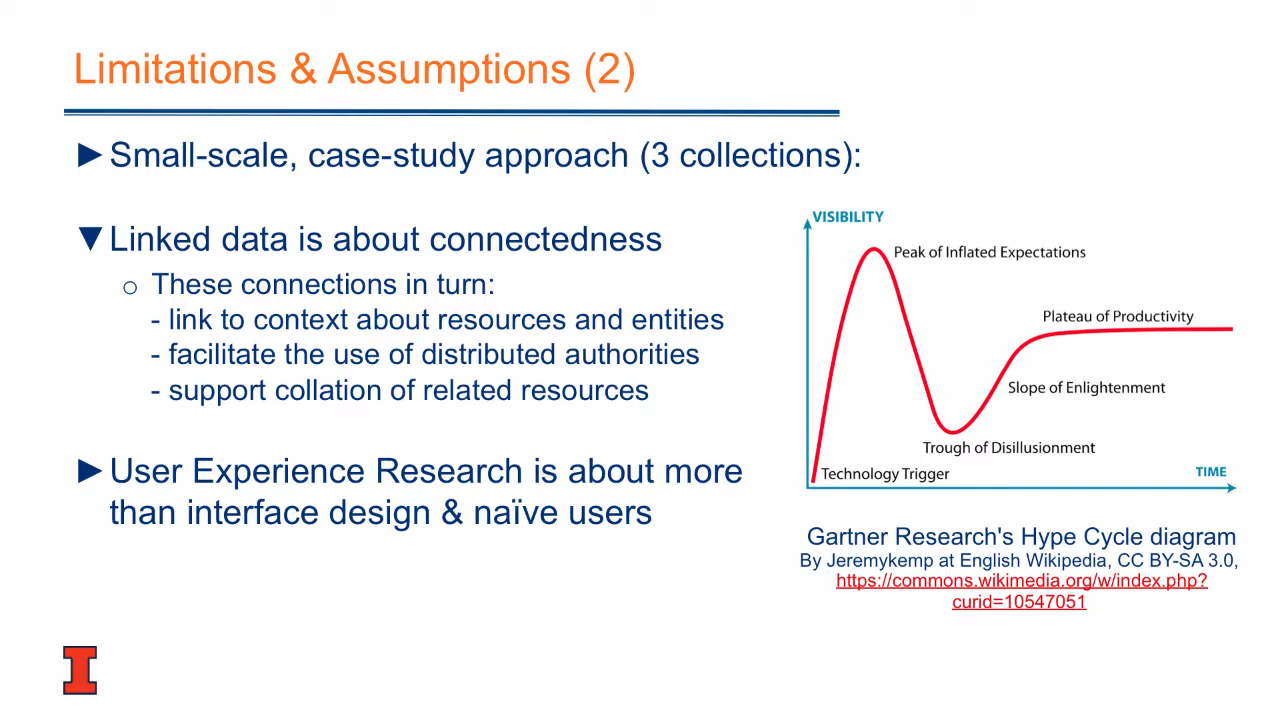 Limitations & Assumptions (2)
►Small-scale, case-study approach (3 collections):
▼Linked data is about connectedness
o These connections in turn:
- link to context about resources and entities
- facilitate the use of distributed authorities
- support collation of related resources
►User Experience Research is about more
than interface design & naïve users
VISIBILITY
Peak of Inflated Expectations
Plateau of Productivity
Slope of Enlightenment
Trough of Disillusionment
Technology Trigger
TIME
Gartner Research's Hype Cycle diagram
By Jeremykemp at English Wikipedia, CC BY-SA 3.0,
https://commons.wikimedia.org/w/index.php?
curid=10547051
I